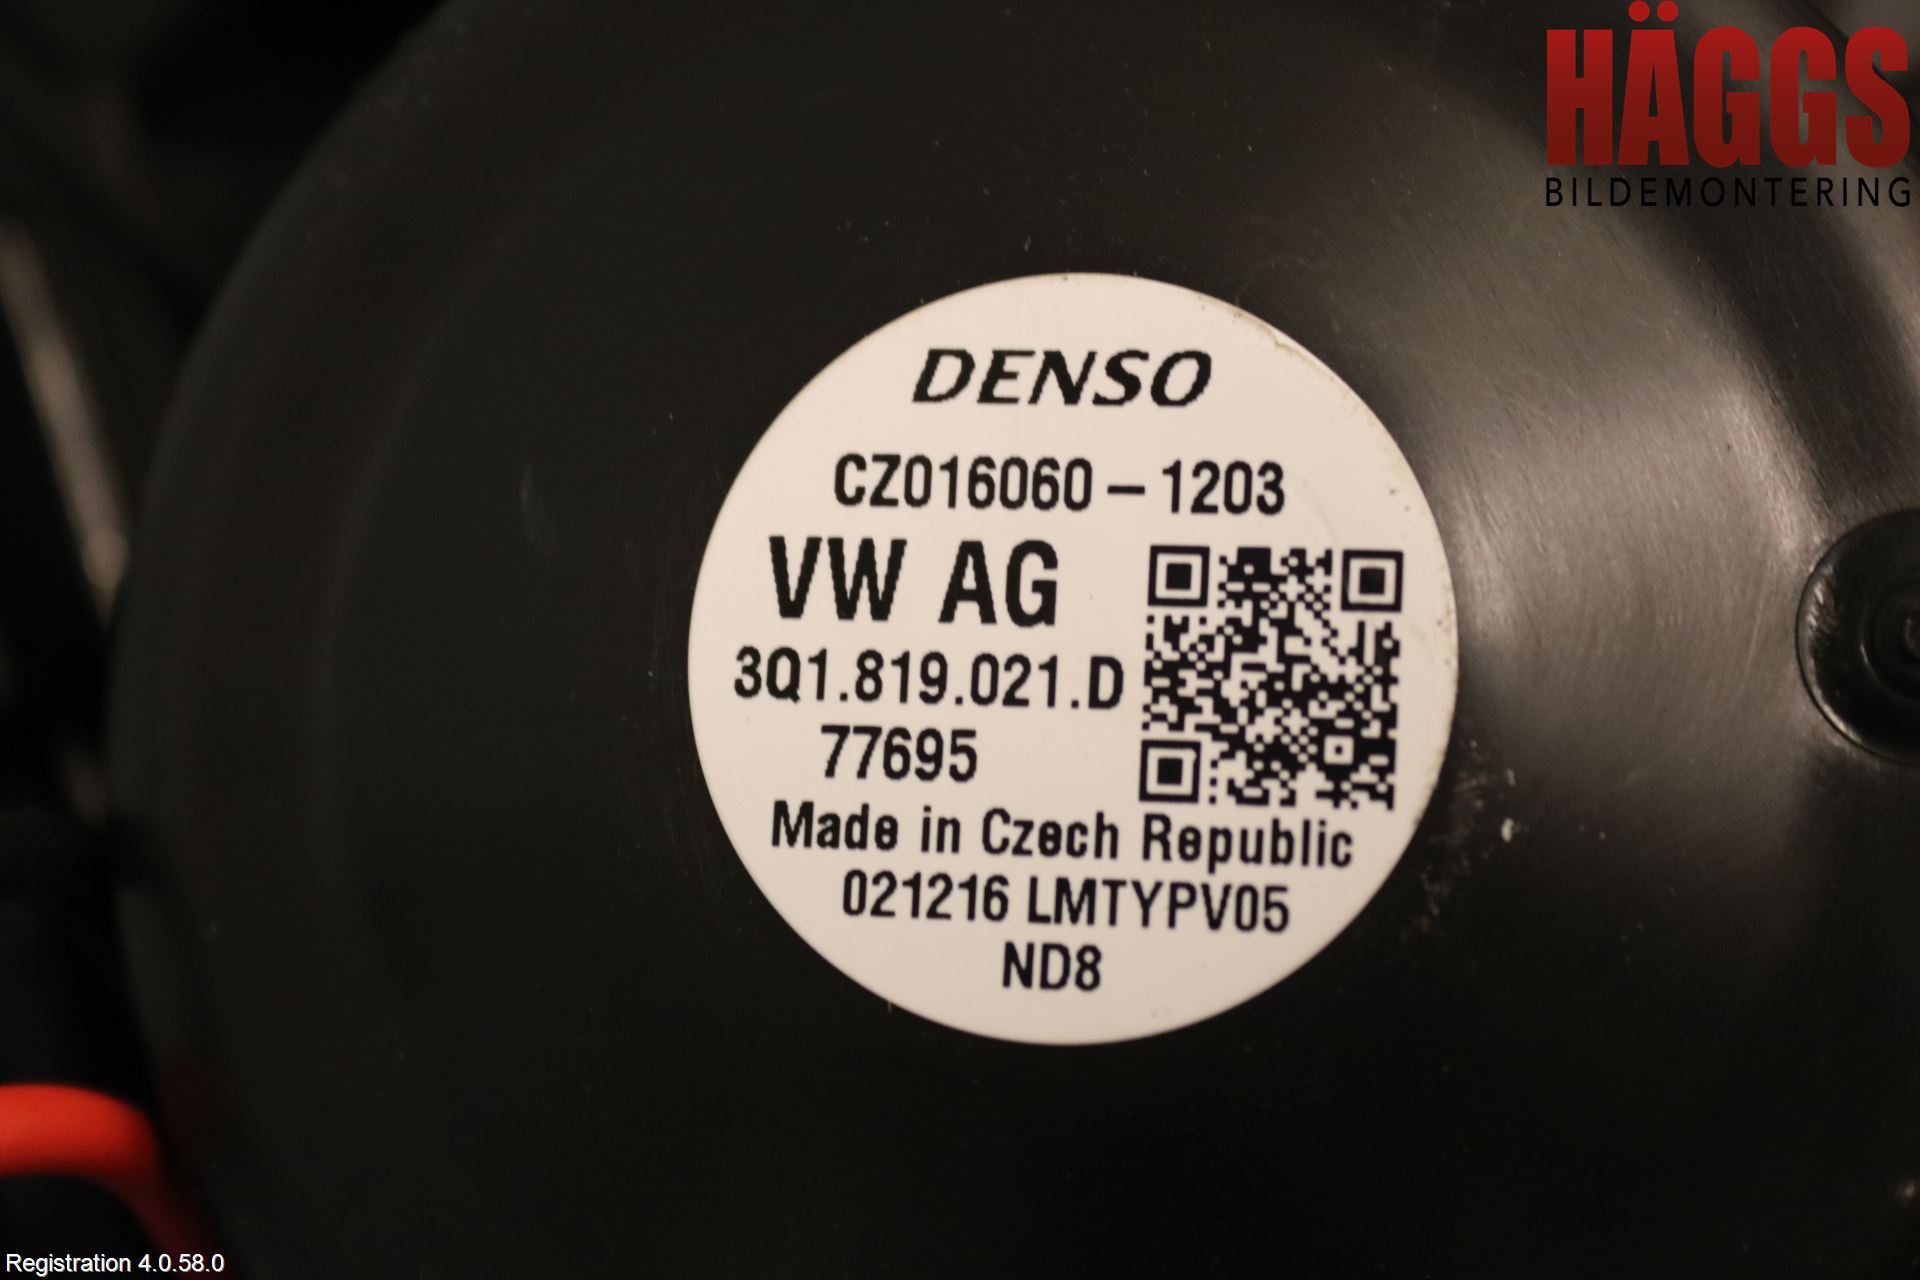 HÄGGS
BILDEMONTERING
DENSO
CZ016060-1203
VW AG
3Q1.819.021.D
77695
Made in Czech Republic
021216 LMTYPV05
ND8
Registration 4.0.58.0